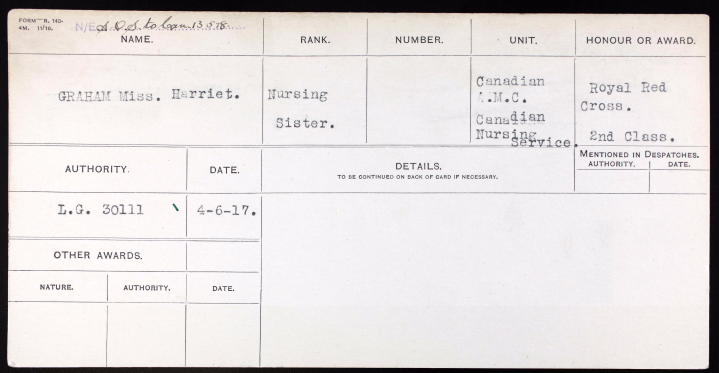 FORM—R. 140-
4M. 11/16.
N/E S.O.S. to Can. 13.5.18
NAME.
RANK.
NUMBER.
UNIT.
HONOUR OR AWARD.
GRAHAM Miss. Harriet.
Nursing
Sister.
Canadian
A.M.C.
Canadian
Nursing
Service.
Royal Red
Cross.
2nd Class.
MENTIONED IN DESPATCHES.
AUTHORITY. DATE.
AUTHORITY.
DATE.
DETAILS.
TO BE CONTINUED ON BACK OF CARD IF NECESSARY.
L.G. 30111
4-6-17.
OTHER AWARDS.
NATURE.
AUTHORITY.
DATE.